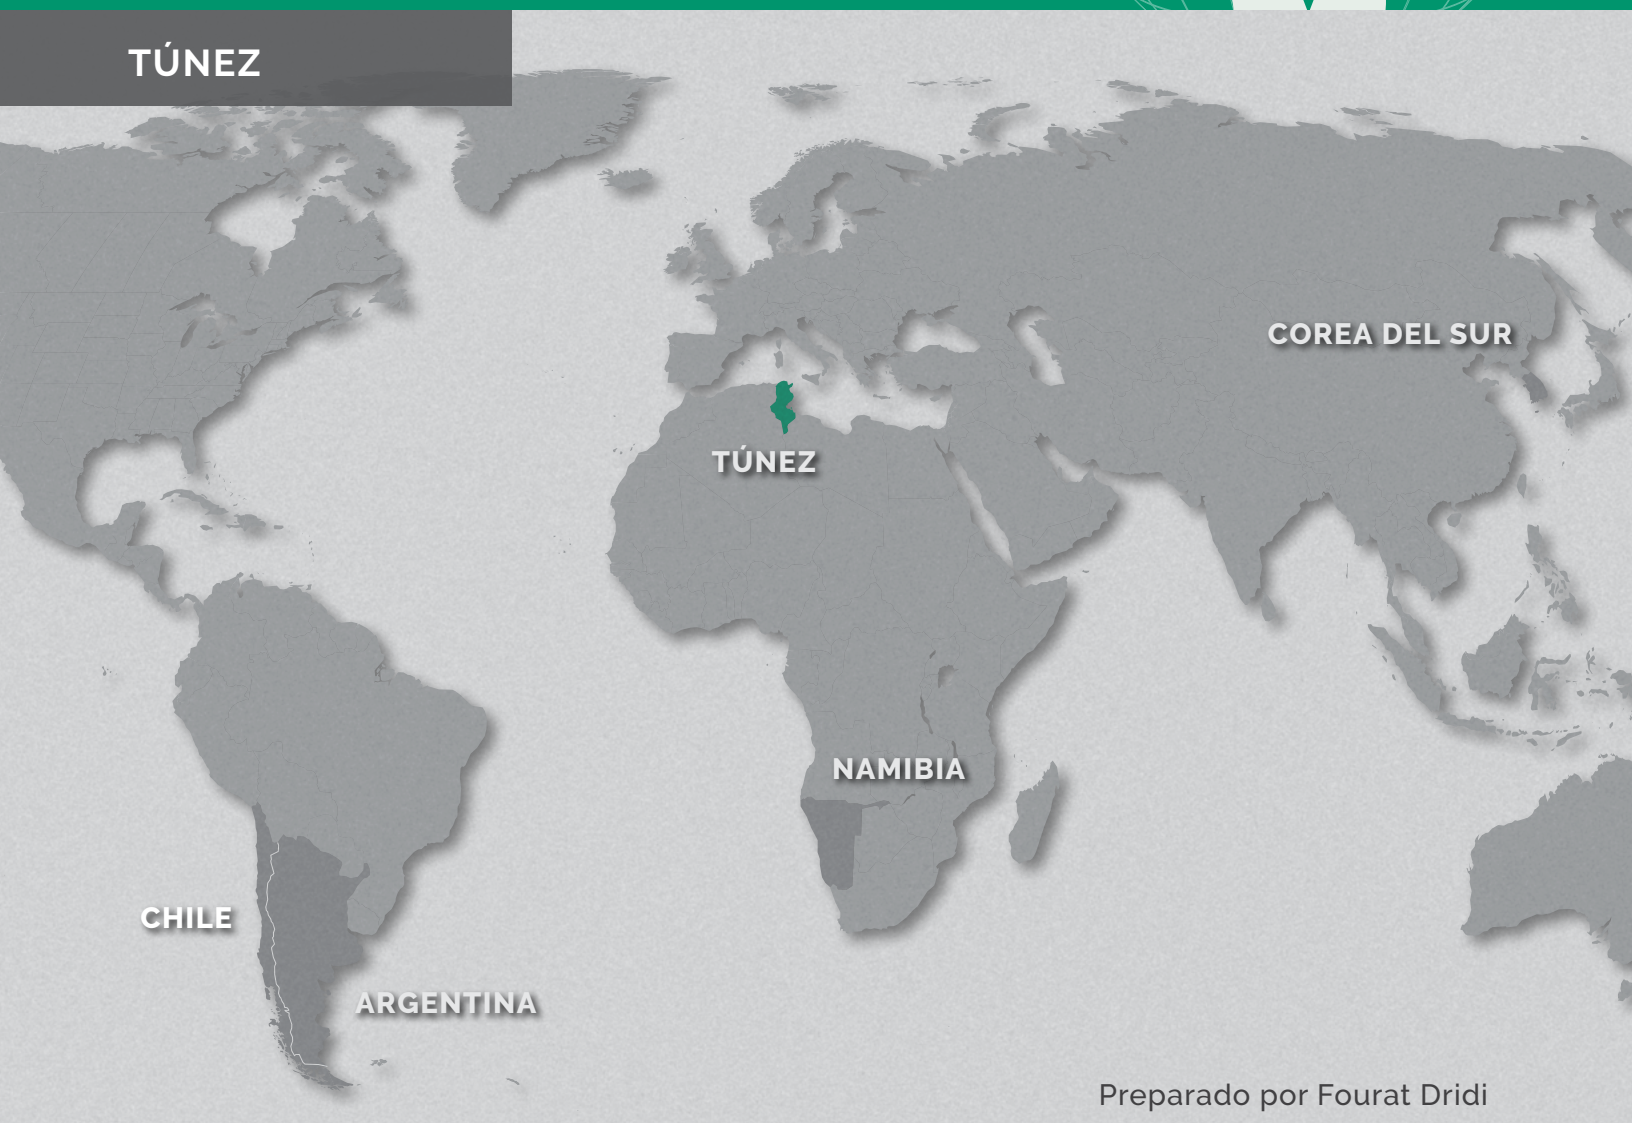 TÚNEZ
COREA DEL SUR
TÚNEZ
NAMIBIA
CHILE
ARGENTINA
Preparado por Fourat Dridi